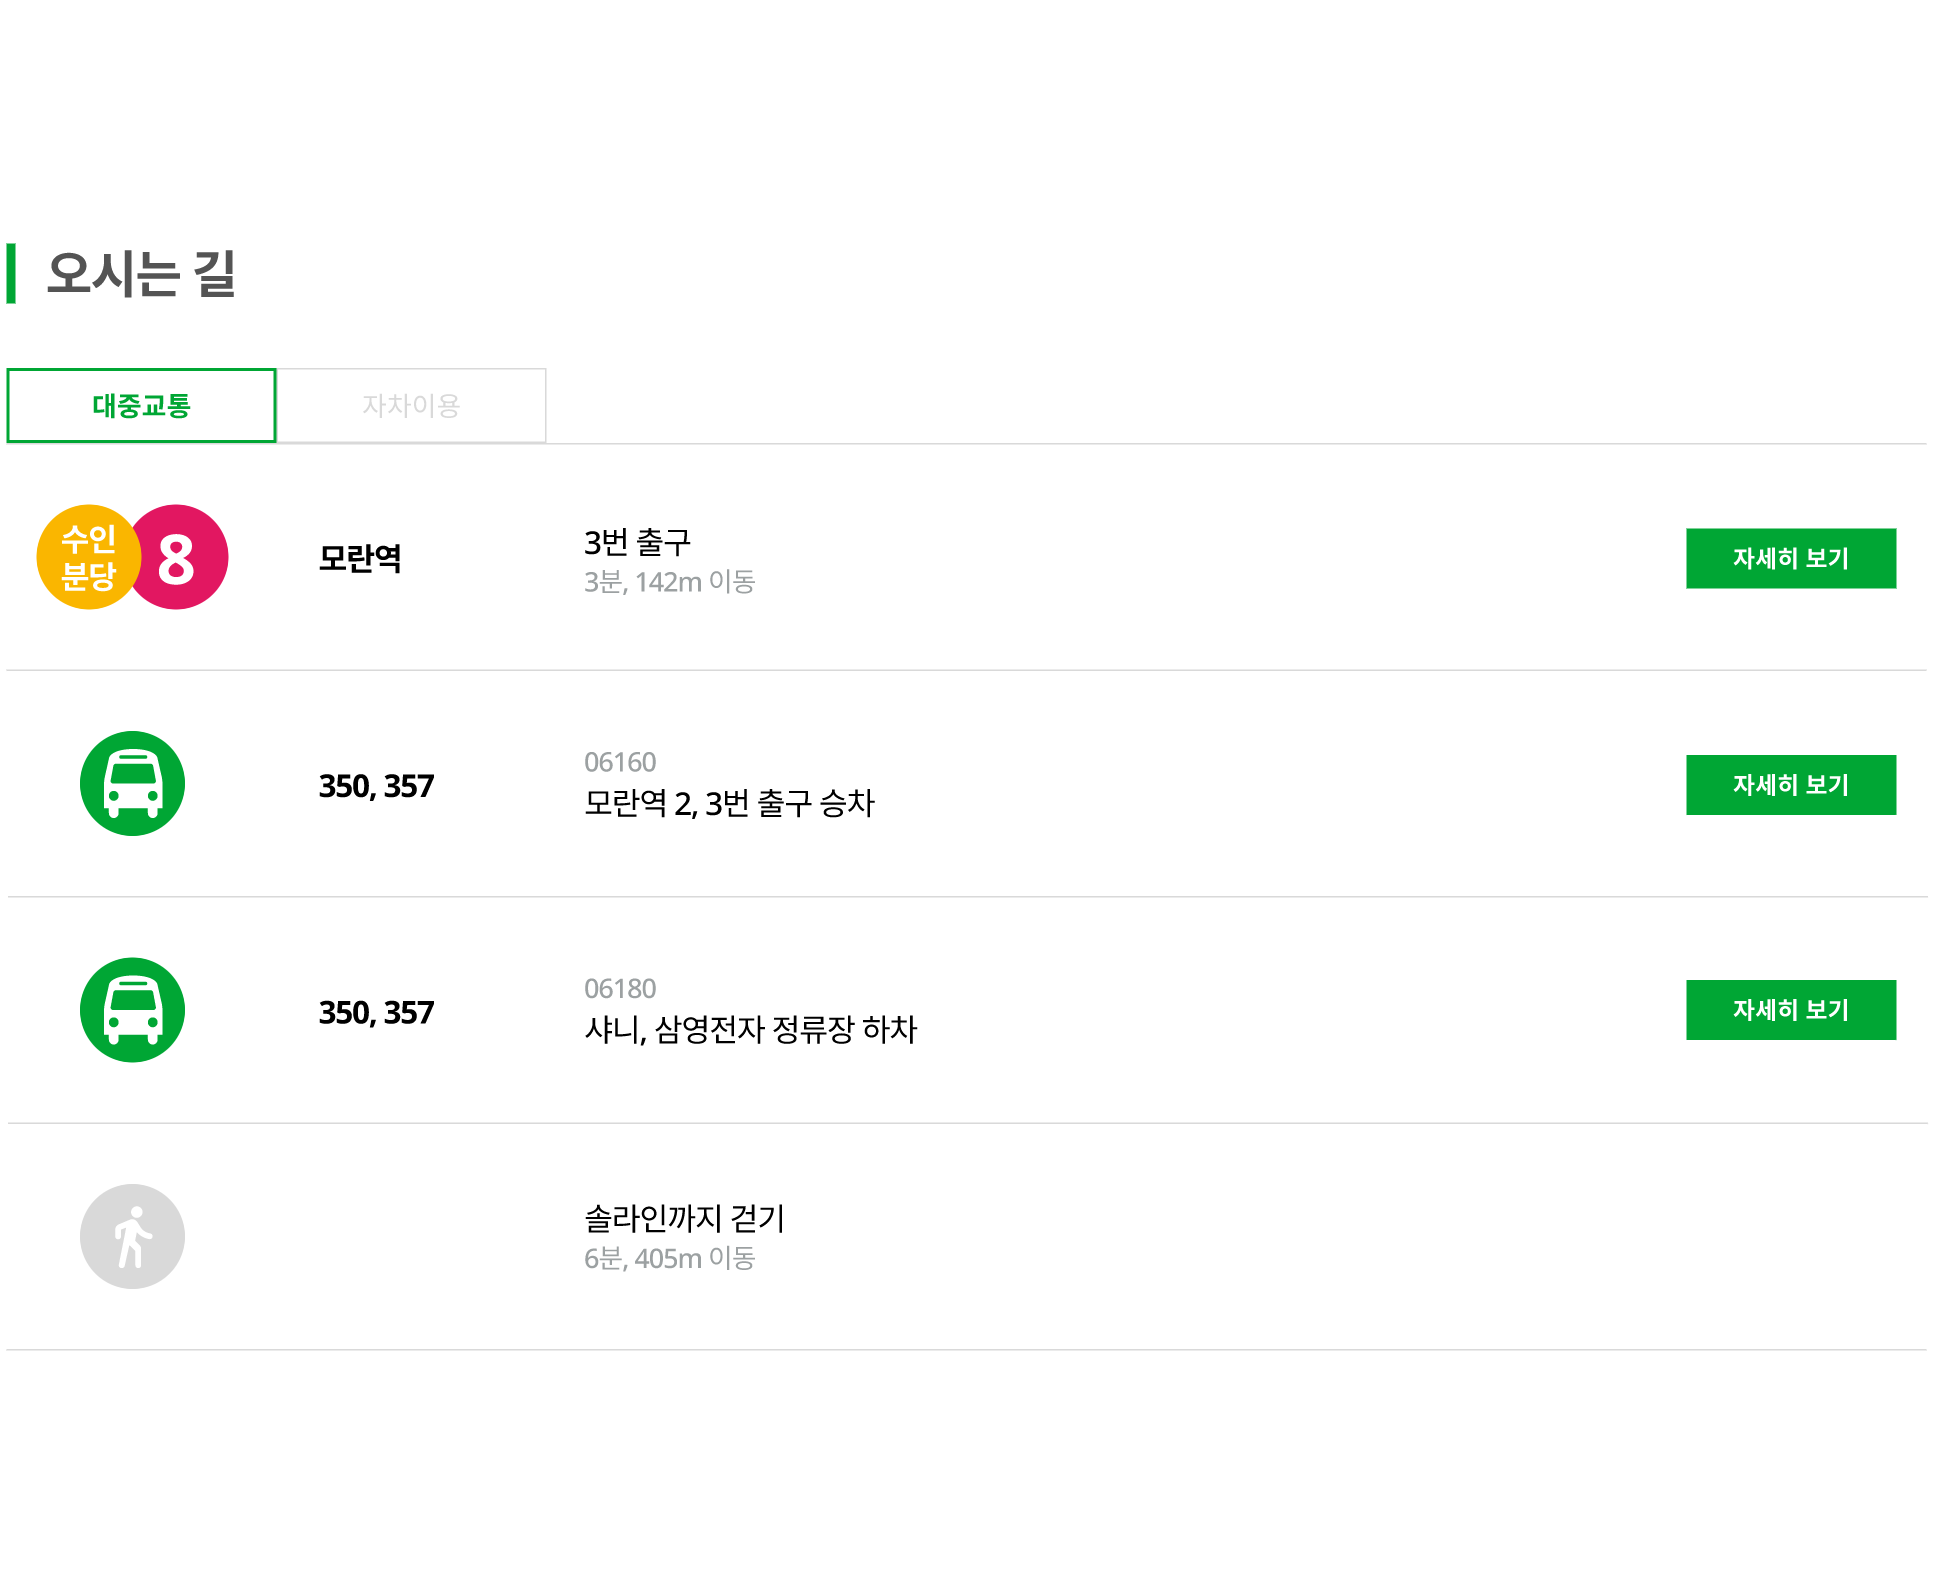 오시는 길
대중교통
자차이용
수인
분당
8
모란역
3번 출구
3분, 142m 이동
자세히 보기
350, 357
06160
모란역 2, 3번 출구 승차
자세히 보기
350, 357
06180
샤니, 삼영전자 정류장 하차
자세히 보기
솔라인까지 걷기
6분, 405m 이동